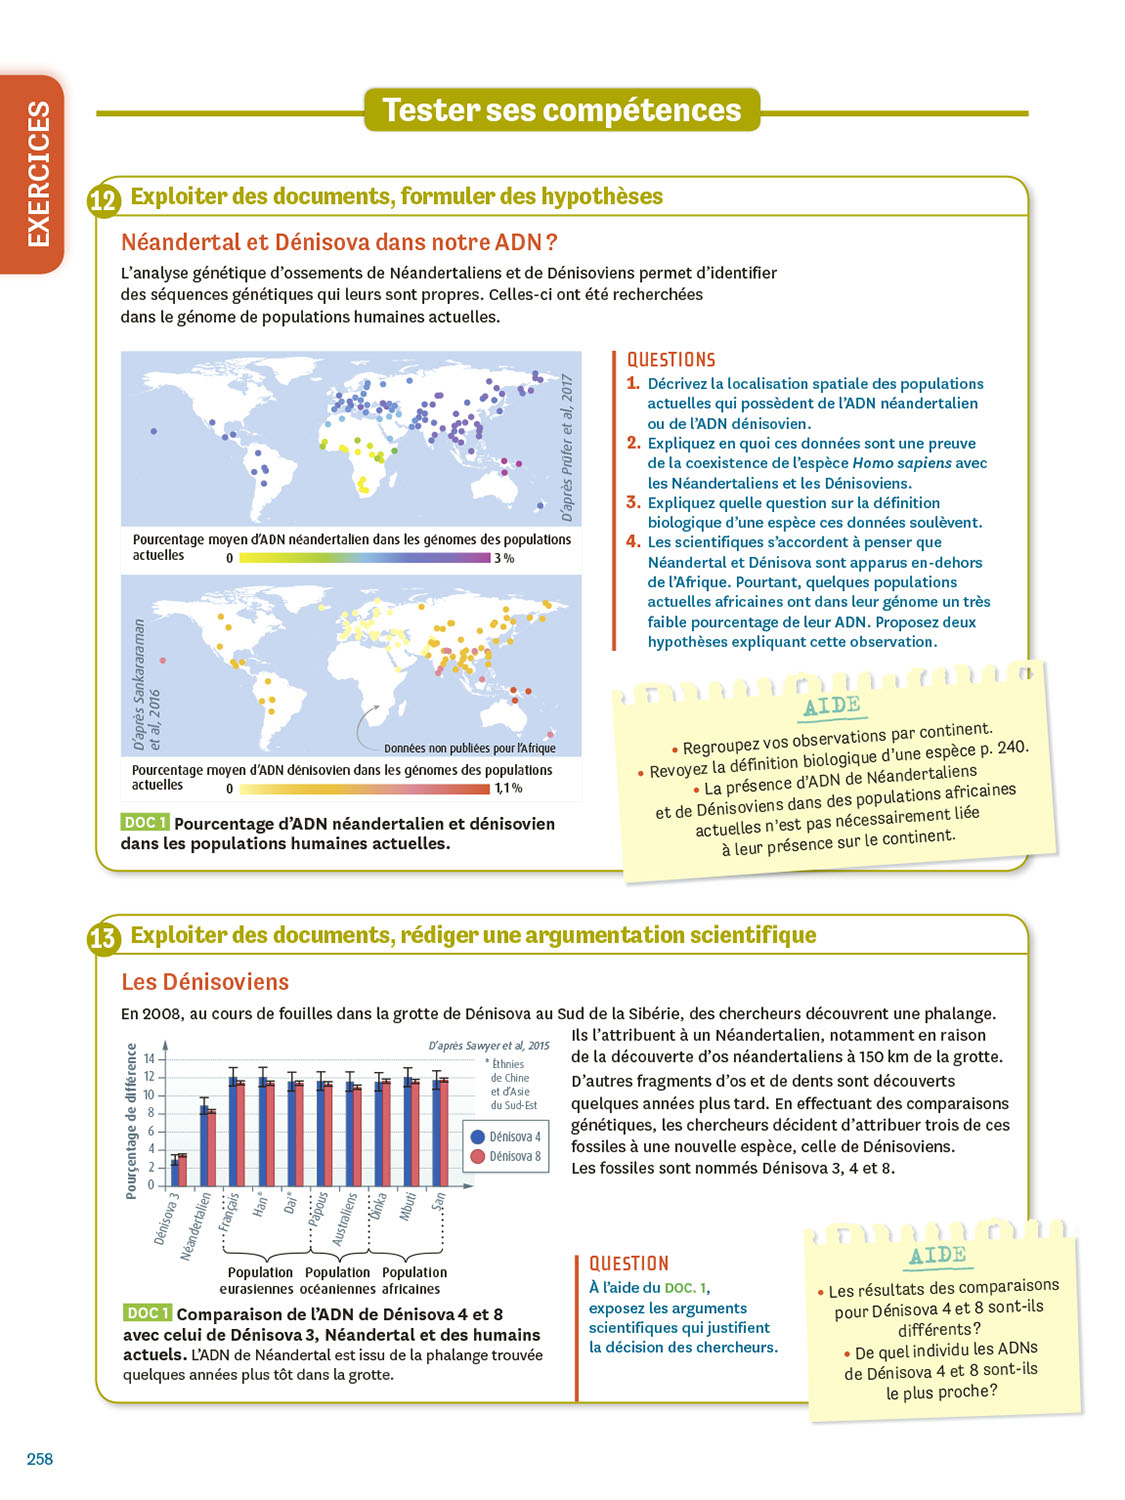 EXERCICES
Tester ses compétences
12 Exploiter des documents, formuler des hypothèses
Néandertal et Dénisova dans notre ADN ?
L'analyse génétique d'ossements de Néandertaliens et de Dénisoviens permet d'identifier
des séquences génétiques qui leurs sont propres. Celles-ci ont été recherchées
dans le génome de populations humaines actuelles.
D'après Prüfer et al, 2017
Pourcentage moyen d'ADN néandertalien dans les génomes des populations
actuelles 0 3 %
D'après Sankararaman
et al, 2016
Données non publiées pour l'Afrique
Pourcentage moyen d'ADN dénisovien dans les génomes des populations
actuelles 0 1,1 %
DOC 1 Pourcentage d'ADN néandertalien et dénisovien
dans les populations humaines actuelles.
QUESTIONS
1. Décrivez la localisation spatiale des populations
actuelles qui possèdent de l'ADN néandertalien
ou de l'ADN dénisovien.
2. Expliquez en quoi ces données sont une preuve
de la coexistence de l'espèce Homo sapiens avec
les Néandertaliens et les Dénisoviens.
3. Expliquez quelle question sur la définition
biologique d'une espèce ces données soulèvent.
4. Les scientifiques s'accordent à penser que
Néandertal et Dénisova sont apparus en-dehors
de l'Afrique. Pourtant, quelques populations
actuelles africaines ont dans leur génome un très
faible pourcentage de leur ADN. Proposez deux
hypothèses expliquant cette observation.
AIDE
• Regroupez vos observations par continent.
• Revoyez la définition biologique d'une espèce p. 240.
• La présence d'ADN de Néandertaliens
et de Dénisoviens dans des populations africaines
actuelles n'est pas nécessairement liée
à leur présence sur le continent.
13 Exploiter des documents, rédiger une argumentation scientifique
Les Dénisoviens
En 2008, au cours de fouilles dans la grotte de Dénisova au Sud de la Sibérie, des chercheurs découvrent une phalange.
Ils l'attribuent à un Néandertalien, notamment en raison
de la découverte d'os néandertaliens à 150 km de la grotte.
D'autres fragments d'os et de dents sont découverts
quelques années plus tard. En effectuant des comparaisons
génétiques, les chercheurs décident d'attribuer trois de ces
fossiles à une nouvelle espèce, celle de Dénisoviens.
Les fossiles sont nommés Dénisova 3, 4 et 8.
Pourcentage de différence
14
12
10
8
6
4
2
0
D'après Sawyer et al, 2015
* Ethnies
de Chine
et d'Asie
du Sud-Est
Dénisova 4
Dénisova 8
Dénisova 3
Néandertalien
Français
Han*
Dai*
Papous
Australiens
Dinka
Mbuti
San
Population Population Population
eurasiennes océaniennes africaines
DOC 1 Comparaison de l'ADN de Dénisova 4 et 8
avec celui de Dénisova 3, Néandertal et des humains
actuels. L'ADN de Néandertal est issu de la phalange trouvée
quelques années plus tôt dans la grotte.
QUESTION
À l'aide du DOC. 1,
exposez les arguments
scientifiques qui justifient
la décision des chercheurs.
AIDE
• Les résultats des comparaisons
pour Dénisova 4 et 8 sont-ils
différents ?
• De quel individu les ADNs
de Dénisova 4 et 8 sont-ils
le plus proche ?
258